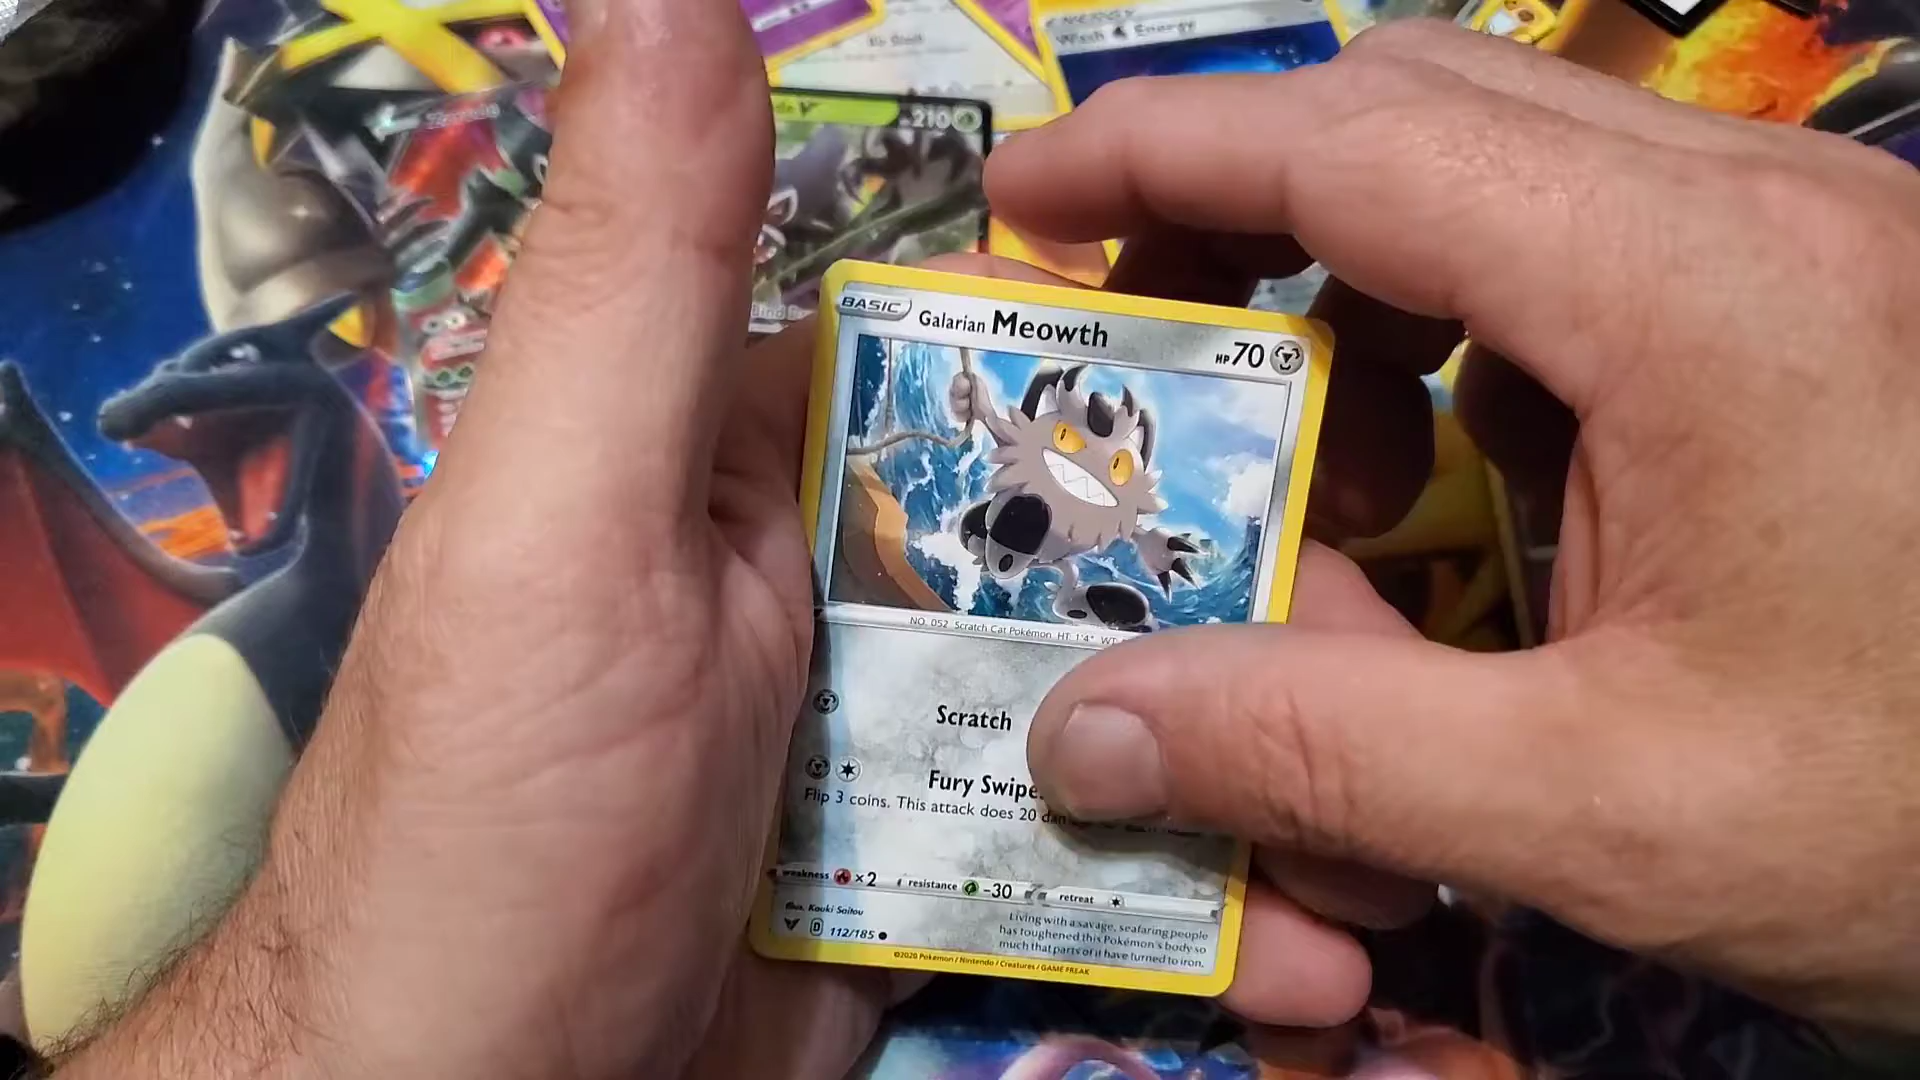 ENERGY
210
BASIC Galarian Meowth HP 70
NO. 052 Scratch Cat Pokémon HT: 1'4" WT:
Scratch
Fury Swipe
Flip 3 coins. This attack does 20
weakness ×2 resistance -30 retreat
Illus. Kouki Saitou
D 112/185
Living with a savage, seafaring people
has toughened this Pokémon's body so
much that parts of it have turned to iron.
©2020 Pokémon / Nintendo / Creatures / GAME FREAK